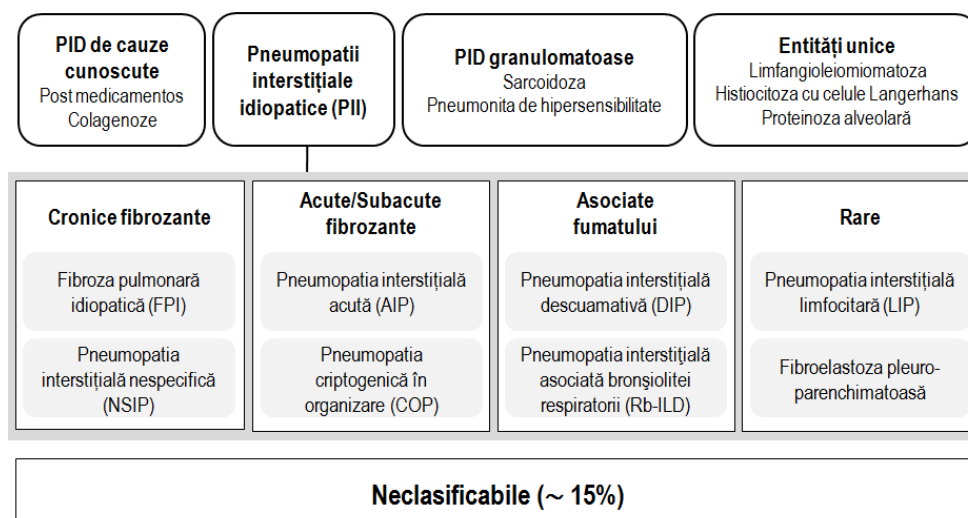 PID de cauze
cunoscute
Post medicamentos
Colagenoze
Pneumopatii
interstițiale
idiopatice (PII)
PID granulomatoase
Sarcoidoza
Pneumonita de hipersensibilitate
Entități unice
Limfangioleiomiomatoza
Histiocitoza cu celule Langerhans
Proteinoza alveolară
Cronice fibrozante
Fibroza pulmonară
idiopatică (FPI)
Pneumopatia
interstițială nespecifică
(NSIP)
Acute/Subacute
fibrozante
Pneumopatia interstițială
acută (AIP)
Pneumopatia
criptogenică în
organizare (COP)
Asociate
fumatului
Pneumopatia interstițială
descuamativă (DIP)
Pneumopatia interstiţială
asociată bronşiolitei
respiratorii (Rb-ILD)
Rare
Pneumopatia interstițială
limfocitară (LIP)
Fibroelastoza pleuro-
parenchimatoasă
Neclasificabile (~ 15%)